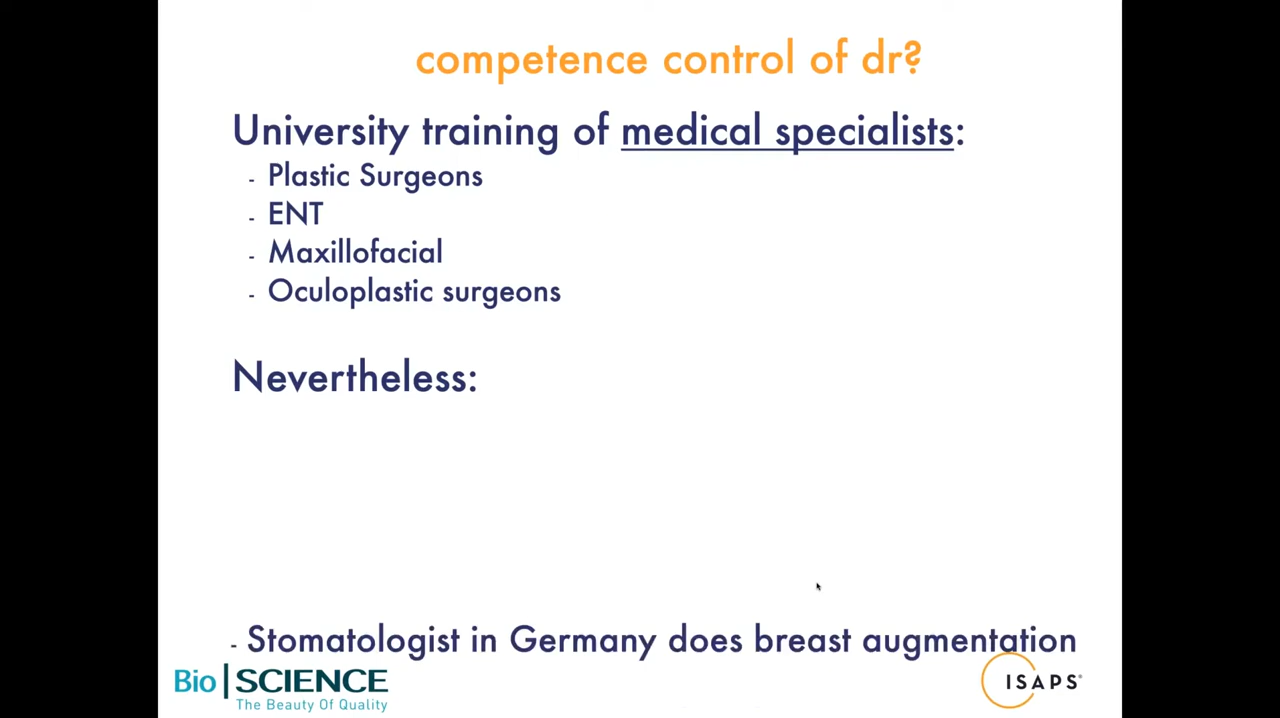 competence control of dr?
University training of medical specialists:
- Plastic Surgeons
- ENT
- Maxillofacial
- Oculoplastic surgeons
Nevertheless:
- Stomatologist in Germany does breast augmentation
Bio|SCIENCE
The Beauty Of Quality
ISAPS®